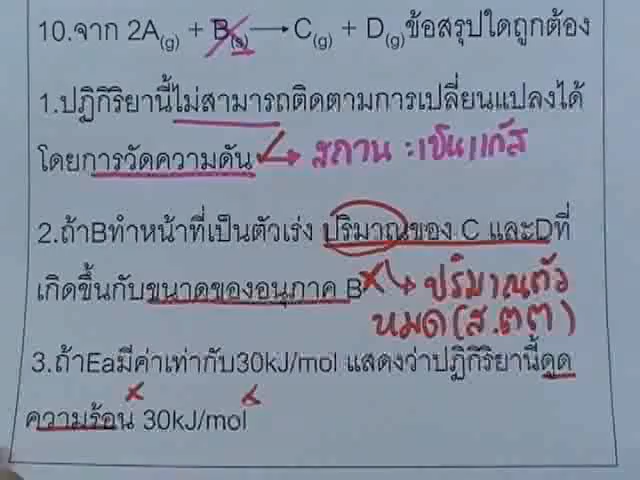 10.จาก 2A(g) + B(s) → C(g) + D(g)ข้อสรุปใดถูกต้อง
1.ปฏิกิริยานี้ไม่สามารถติดตามการเปลี่ยนแปลงได้
โดยการวัดความดัน ✓→ สถานะเป็นแก๊ส
2.ถ้าBทำหน้าที่เป็นตัวเร่ง ปริมาณของ C และDที่
เกิดขึ้นกับขนาดของอนุภาค B ✗→ ปริมาณตัว
หมด(ส.ตต)
3.ถ้าEaมีค่าเท่ากับ30kJ/mol แสดงว่าปฏิกิริยานี้ดูด
ความร้อน 30kJ/mol